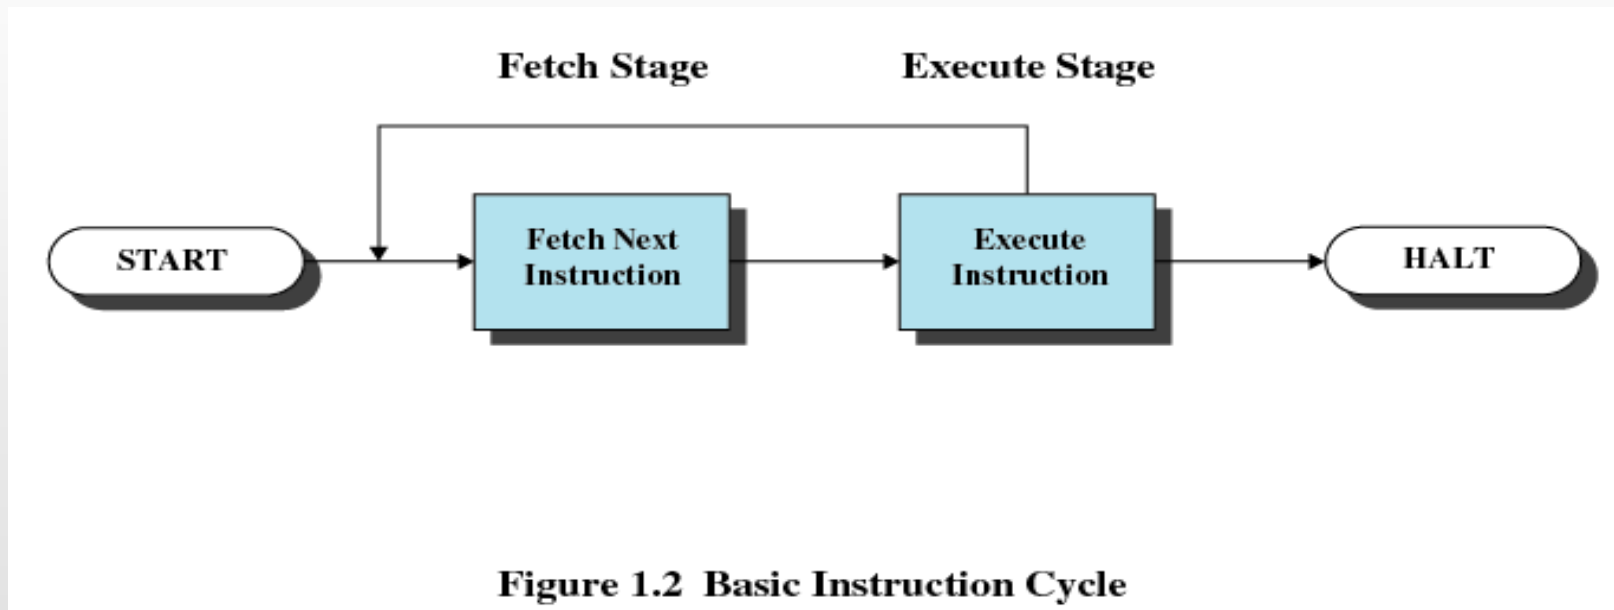 Fetch Stage
Execute Stage
START
Fetch Next
Instruction
Execute
Instruction
HALT
Figure 1.2 Basic Instruction Cycle